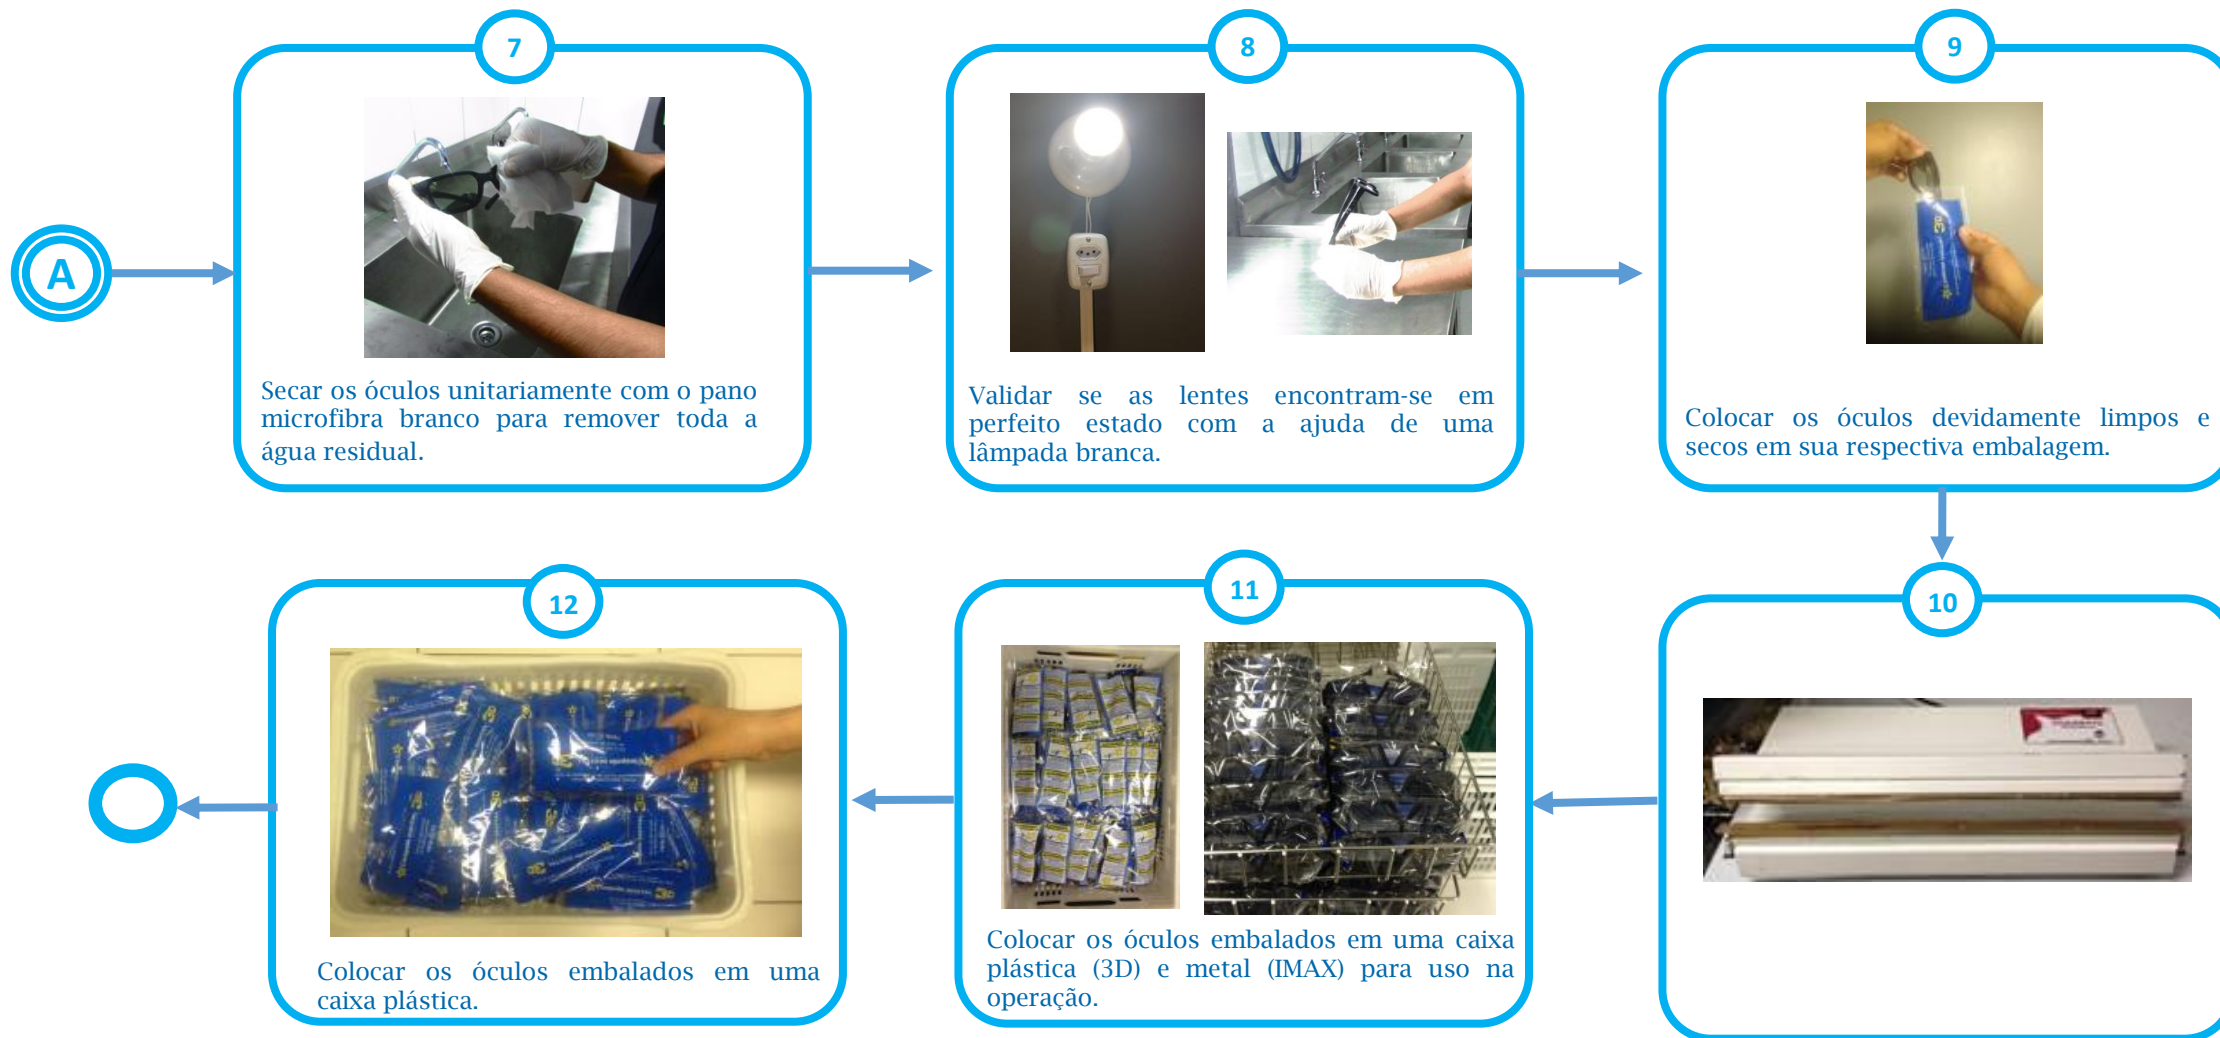 7
8
9
A
Secar os óculos unitariamente com o pano
microfibra branco para remover toda a
água residual.
Validar se as lentes encontram-se em
perfeito estado com a ajuda de uma
lâmpada branca.
Colocar os óculos devidamente limpos e
secos em sua respectiva embalagem.
12
11
10
Colocar os óculos embalados em uma
caixa plástica.
Colocar os óculos embalados em uma caixa
plástica (3D) e metal (IMAX) para uso na
operação.